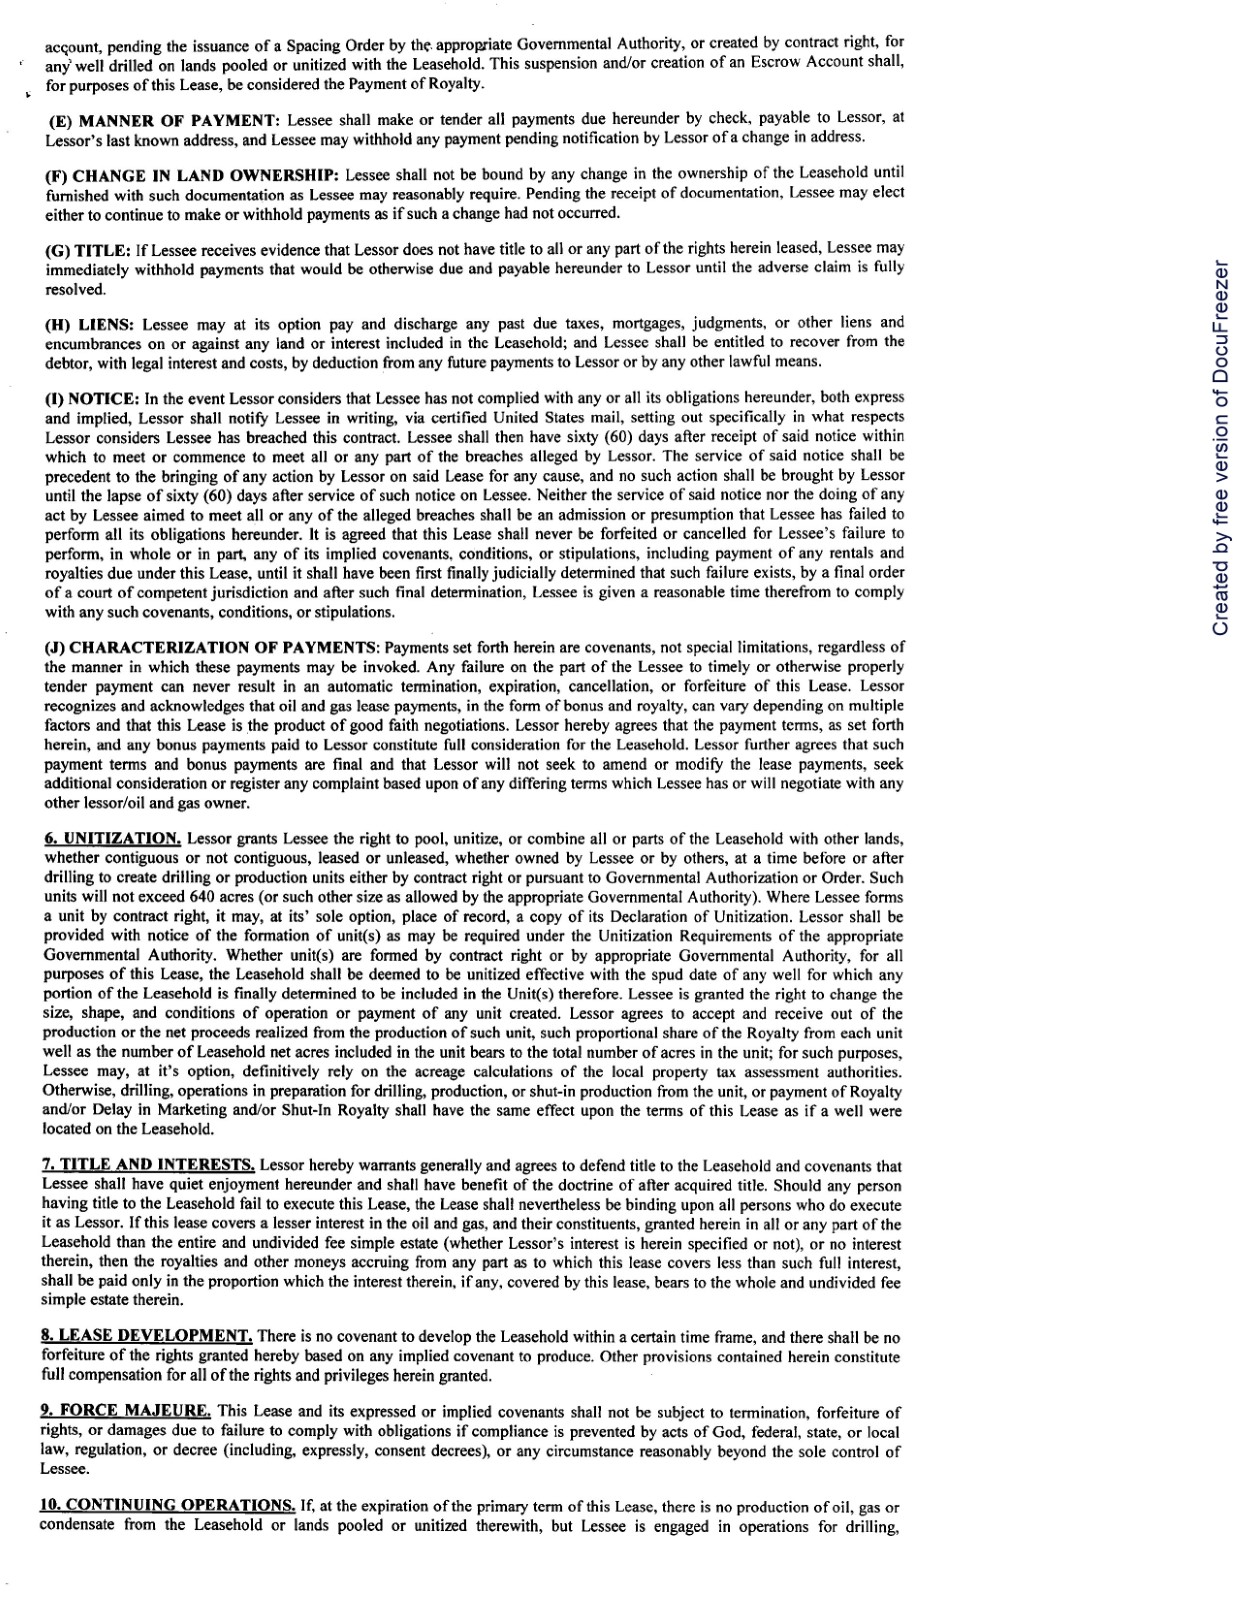 account, pending the issuance of a Spacing Order by the appropriate Governmental Authority, or created by contract right, for
any well drilled on lands pooled or unitized with the Leasehold. This suspension and/or creation of an Escrow Account shall,
for purposes of this Lease, be considered the Payment of Royalty.
(E) MANNER OF PAYMENT: Lessee shall make or tender all payments due hereunder by check, payable to Lessor, at
Lessor's last known address, and Lessee may withhold any payment pending notification by Lessor of a change in address.
(F) CHANGE IN LAND OWNERSHIP: Lessee shall not be bound by any change in the ownership of the Leasehold until
furnished with such documentation as Lessee may reasonably require. Pending the receipt of documentation, Lessee may elect
either to continue to make or withhold payments as if such a change had not occurred.
(G) TITLE: If Lessee receives evidence that Lessor does not have title to all or any part of the rights herein leased, Lessee may
immediately withhold payments that would be otherwise due and payable hereunder to Lessor until the adverse claim is fully
resolved.
(H) LIENS: Lessee may at its option pay and discharge any past due taxes, mortgages, judgments, or other liens and
encumbrances on or against any land or interest included in the Leasehold; and Lessee shall be entitled to recover from the
debtor, with legal interest and costs, by deduction from any future payments to Lessor or by any other lawful means.
(I) NOTICE: In the event Lessor considers that Lessee has not complied with any or all its obligations hereunder, both express
and implied, Lessor shall notify Lessee in writing, via certified United States mail, setting out specifically in what respects
Lessor considers Lessee has breached this contract. Lessee shall then have sixty (60) days after receipt of said notice within
which to meet or commence to meet all or any part of the breaches alleged by Lessor. The service of said notice shall be
precedent to the bringing of any action by Lessor on said Lease for any cause, and no such action shall be brought by Lessor
until the lapse of sixty (60) days after service of such notice on Lessee. Neither the service of said notice nor the doing of any
act by Lessee aimed to meet all or any of the alleged breaches shall be an admission or presumption that Lessee has failed to
perform all its obligations hereunder. It is agreed that this Lease shall never be forfeited or cancelled for Lessee's failure to
perform, in whole or in part, any of its implied covenants, conditions, or stipulations, including payment of any rentals and
royalties due under this Lease, until it shall have been first finally judicially determined that such failure exists, by a final order
of a court of competent jurisdiction and after such final determination, Lessee is given a reasonable time therefrom to comply
with any such covenants, conditions, or stipulations.
(J) CHARACTERIZATION OF PAYMENTS: Payments set forth herein are covenants, not special limitations, regardless of
the manner in which these payments may be invoked. Any failure on the part of the Lessee to timely or otherwise properly
tender payment can never result in an automatic termination, expiration, cancellation, or forfeiture of this Lease. Lessor
recognizes and acknowledges that oil and gas lease payments, in the form of bonus and royalty, can vary depending on multiple
factors and that this Lease is the product of good faith negotiations. Lessor hereby agrees that the payment terms, as set forth
herein, and any bonus payments paid to Lessor constitute full consideration for the Leasehold. Lessor further agrees that such
payment terms and bonus payments are final and that Lessor will not seek to amend or modify the lease payments, seek
additional consideration or register any complaint based upon of any differing terms which Lessee has or will negotiate with any
other lessor/oil and gas owner.
6. UNITIZATION. Lessor grants Lessee the right to pool, unitize, or combine all or parts of the Leasehold with other lands,
whether contiguous or not contiguous, leased or unleased, whether owned by Lessee or by others, at a time before or after
drilling to create drilling or production units either by contract right or pursuant to Governmental Authorization or Order. Such
units will not exceed 640 acres (or such other size as allowed by the appropriate Governmental Authority). Where Lessee forms
a unit by contract right, it may, at its' sole option, place of record, a copy of its Declaration of Unitization. Lessor shall be
provided with notice of the formation of unit(s) as may be required under the Unitization Requirements of the appropriate
Governmental Authority. Whether unit(s) are formed by contract right or by appropriate Governmental Authority, for all
purposes of this Lease, the Leasehold shall be deemed to be unitized effective with the spud date of any well for which any
portion of the Leasehold is finally determined to be included in the Unit(s) therefore. Lessee is granted the right to change the
size, shape, and conditions of operation or payment of any unit created. Lessor agrees to accept and receive out of the
production or the net proceeds realized from the production of such unit, such proportional share of the Royalty from each unit
well as the number of Leasehold net acres included in the unit bears to the total number of acres in the unit; for such purposes,
Lessee may, at it's option, definitively rely on the acreage calculations of the local property tax assessment authorities.
Otherwise, drilling, operations in preparation for drilling, production, or shut-in production from the unit, or payment of Royalty
and/or Delay in Marketing and/or Shut-In Royalty shall have the same effect upon the terms of this Lease as if a well were
located on the Leasehold.
7. TITLE AND INTERESTS. Lessor hereby warrants generally and agrees to defend title to the Leasehold and covenants that
Lessee shall have quiet enjoyment hereunder and shall have benefit of the doctrine of after acquired title. Should any person
having title to the Leasehold fail to execute this Lease, the Lease shall nevertheless be binding upon all persons who do execute
it as Lessor. If this lease covers a lesser interest in the oil and gas, and their constituents, granted herein in all or any part of the
Leasehold than the entire and undivided fee simple estate (whether Lessor's interest is herein specified or not), or no interest
therein, then the royalties and other moneys accruing from any part as to which this lease covers less than such full interest,
shall be paid only in the proportion which the interest therein, if any, covered by this lease, bears to the whole and undivided fee
simple estate therein.
8. LEASE DEVELOPMENT. There is no covenant to develop the Leasehold within a certain time frame, and there shall be no
forfeiture of the rights granted hereby based on any implied covenant to produce. Other provisions contained herein constitute
full compensation for all of the rights and privileges herein granted.
9. FORCE MAJEURE. This Lease and its expressed or implied covenants shall not be subject to termination, forfeiture of
rights, or damages due to failure to comply with obligations if compliance is prevented by acts of God, federal, state, or local
law, regulation, or decree (including, expressly, consent decrees), or any circumstance reasonably beyond the sole control of
Lessee.
10. CONTINUING OPERATIONS. If, at the expiration of the primary term of this Lease, there is no production of oil, gas or
condensate from the Leasehold or lands pooled or unitized therewith, but Lessee is engaged in operations for drilling,
Created by free version of DocuFreezer